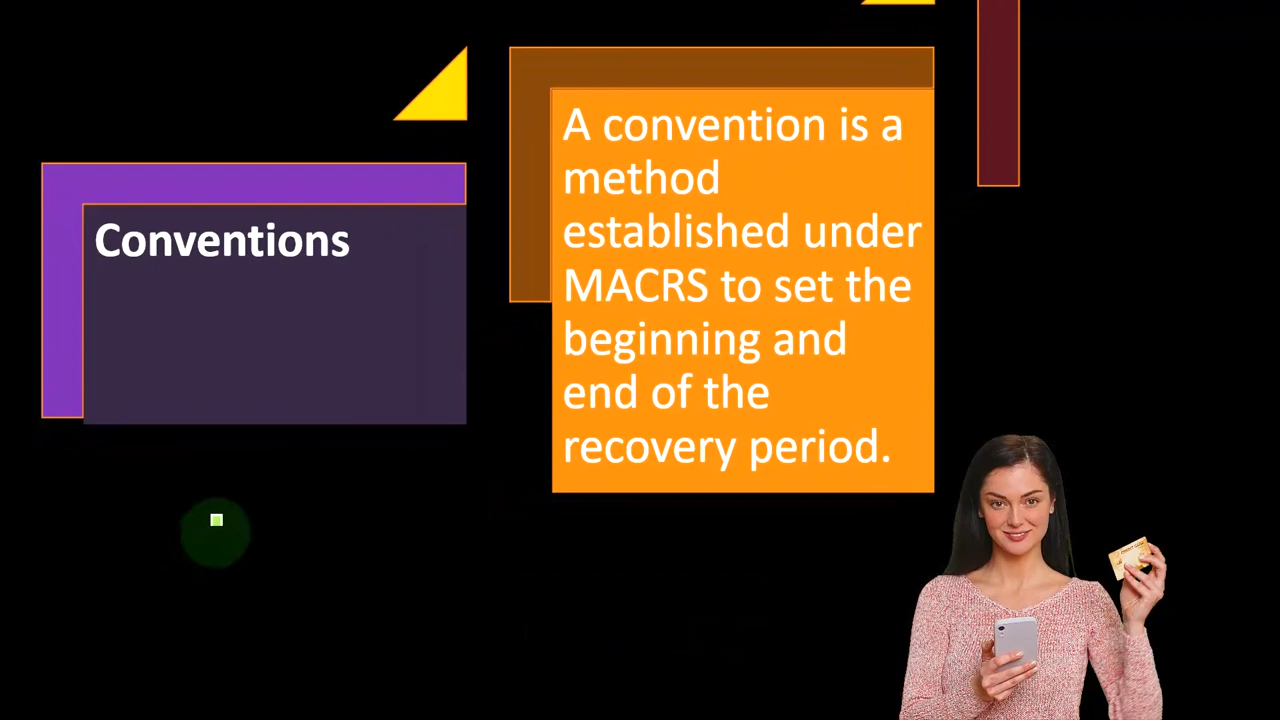 Conventions
A convention is a
method
established under
MACRS to set the
beginning and
end of the
recovery period.